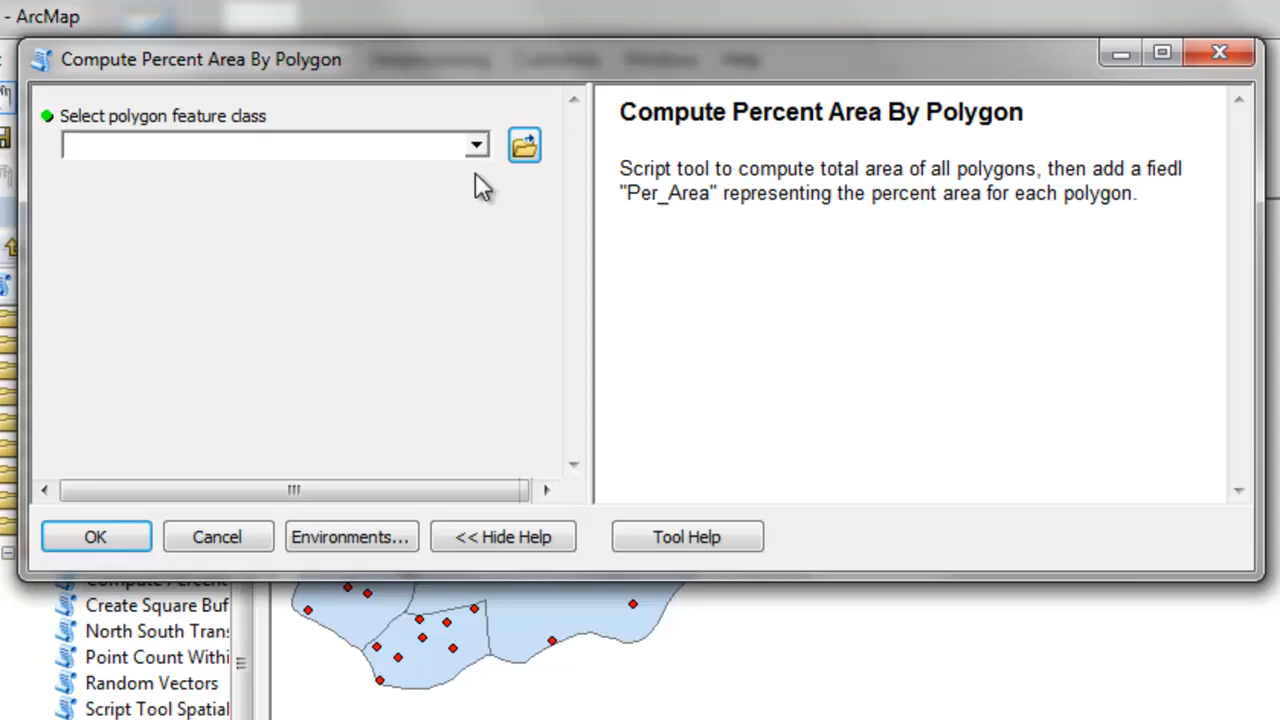 - ArcMap
Compute Percent Area By Polygon
Select polygon feature class
Compute Percent Area By Polygon
Script tool to compute total area of all polygons, then add a fiedl
"Per_Area" representing the percent area for each polygon.
OK
Cancel
Environments...
<< Hide Help
Tool Help
Compute Percent
Create Square Buf
North South Trans
Point Count Withi
Random Vectors
Script Tool Spatial